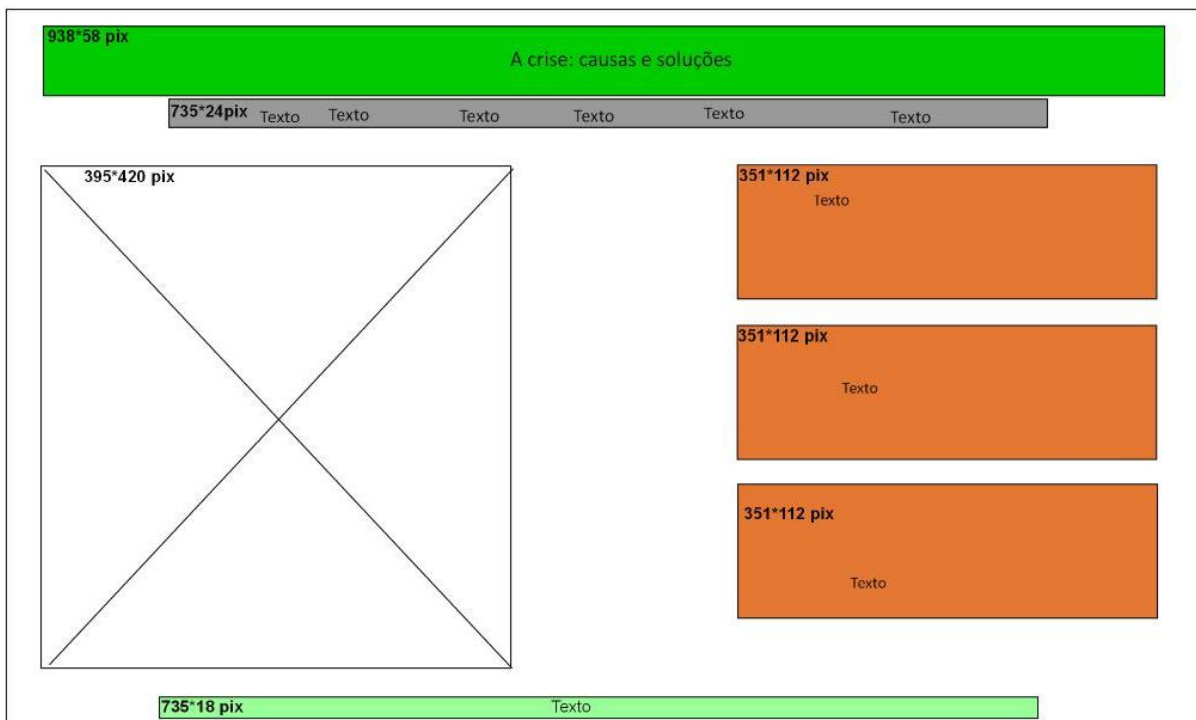 938*58 pix
A crise: causas e soluções
735*24pix Texto Texto Texto Texto Texto Texto
395*420 pix
351*112 pix
Texto
351*112 pix
Texto
351*112 pix
Texto
735*18 pix Texto